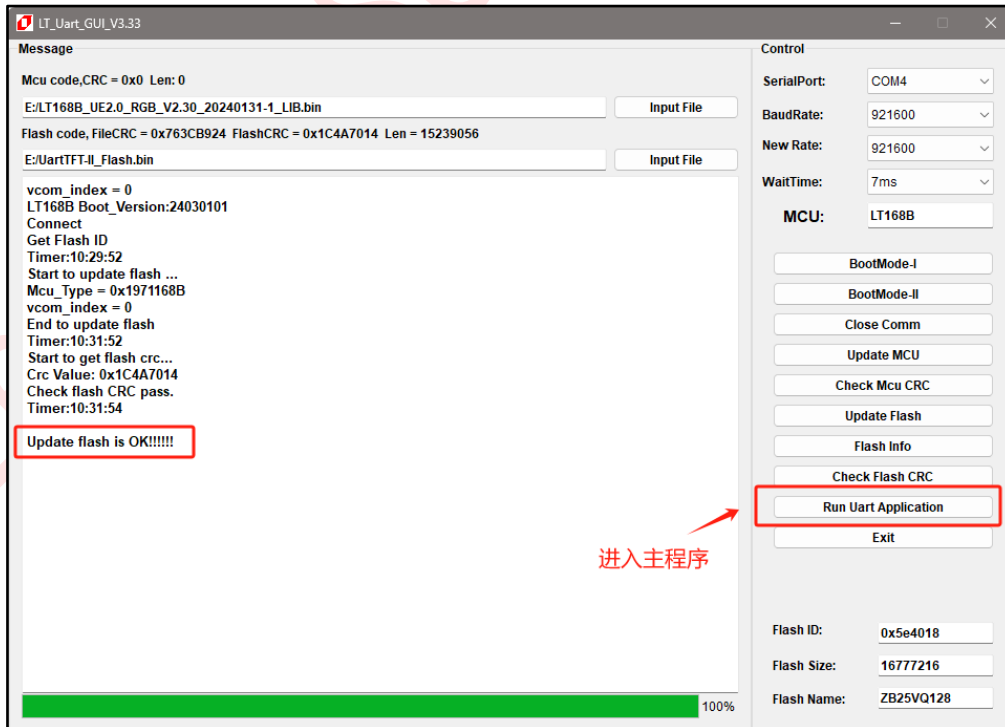 LT_Uart_GUI_V3.33
Message
Mcu code,CRC = 0x0 Len: 0
E:/LT168B_UE2.0_RGB_V2.30_20240131-1_LIB.bin
Input File
Flash code, FileCRC = 0x763CB924 FlashCRC = 0x1C4A7014 Len = 15239056
E:/UartTFT-II_Flash.bin
Input File
vcom_index = 0
LT168B Boot_Version:24030101
Connect
Get Flash ID
Timer:10:29:52
Start to update flash ...
Mcu_Type = 0x1971168B
vcom_index = 0
End to update flash
Timer:10:31:52
Start to get flash crc...
Crc Value: 0x1C4A7014
Check flash CRC pass.
Timer:10:31:54
Update flash is OK!!!!!!
100%
Control
SerialPort: COM4
BaudRate: 921600
New Rate: 921600
WaitTime: 7ms
MCU: LT168B
BootMode-I
BootMode-II
Close Comm
Update MCU
Check Mcu CRC
Update Flash
Flash Info
Check Flash CRC
Run Uart Application
进入主程序
Exit
Flash ID: 0x5e4018
Flash Size: 16777216
Flash Name: ZB25VQ128